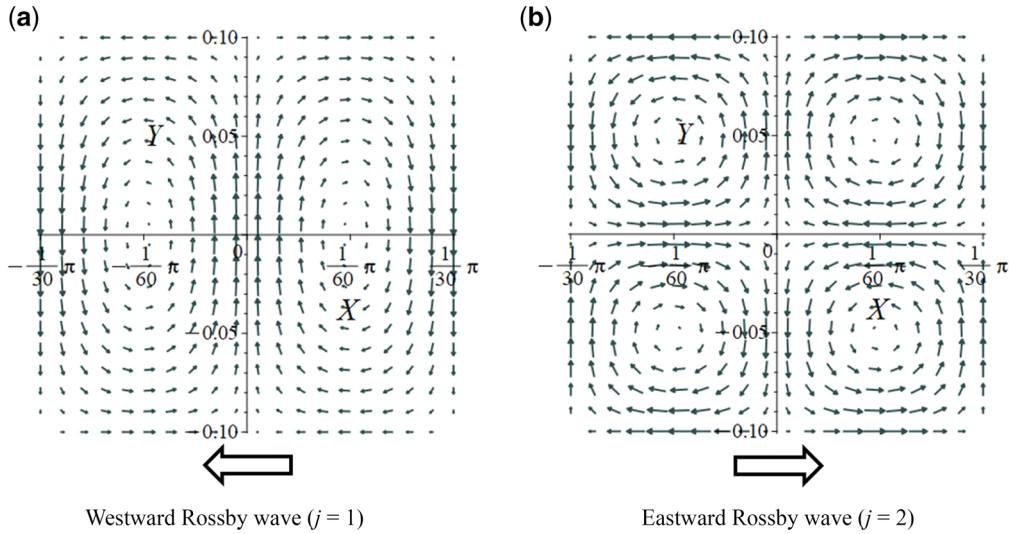 (a)
(b)
0.10
0.10
Y
0.05
Y
0.05
0
0
− 1/30 π
− 1/60 π
1/60 π
1/30 π
− 1/30 π
− 1/60 π
1/60 π
1/30 π
X
X
−0.05
−0.05
−0.10
−0.10
Westward Rossby wave (j = 1)
Eastward Rossby wave (j = 2)